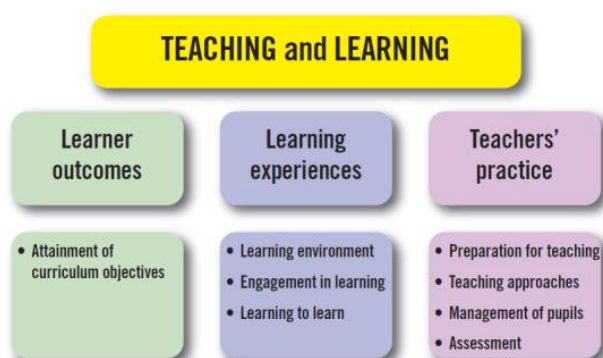 TEACHING and LEARNING
Learner
outcomes
Learning
experiences
Teachers'
practice
• Attainment of
curriculum objectives
• Learning environment
• Engagement in learning
• Learning to learn
• Preparation for teaching
• Teaching approaches
• Management of pupils
• Assessment